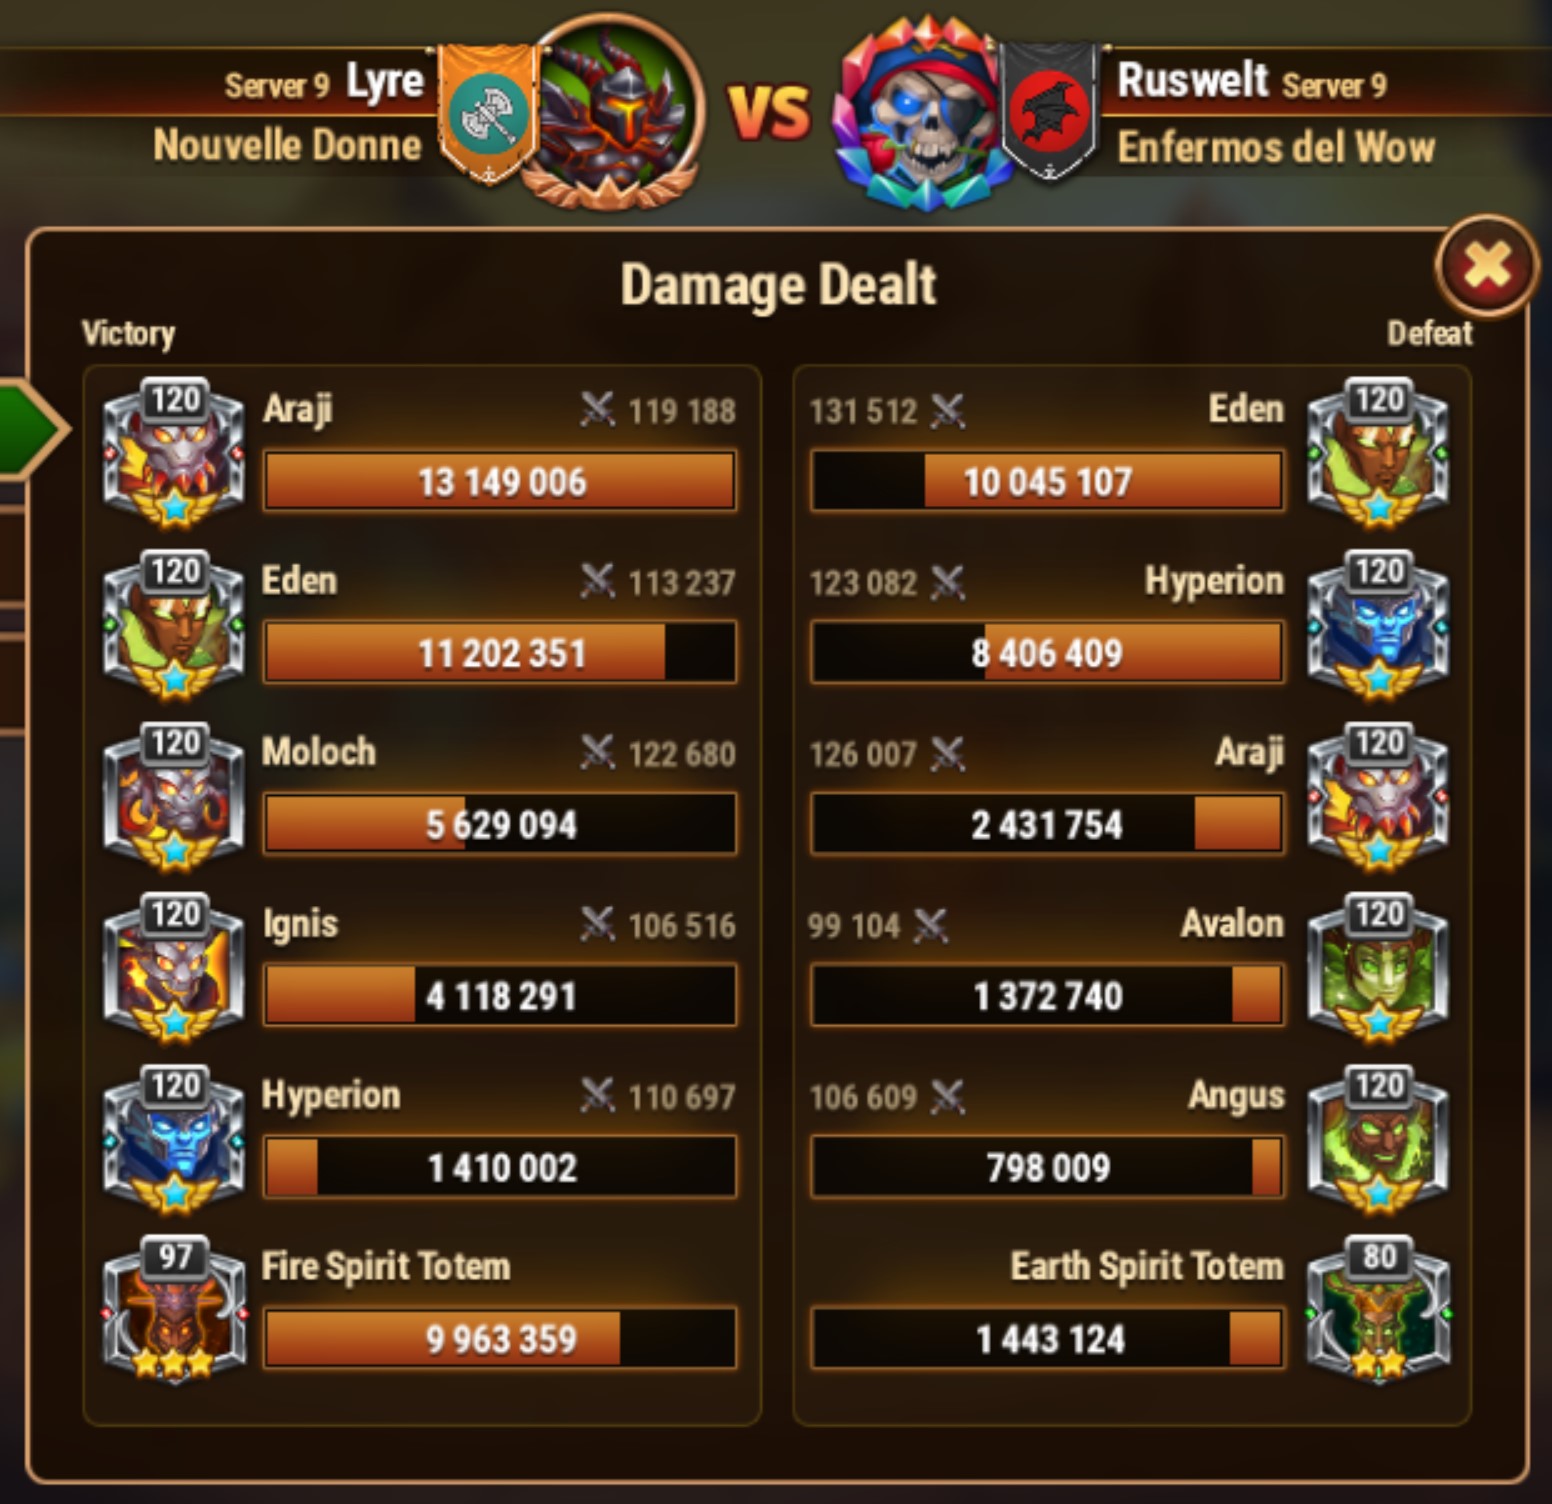 Server 9 Lyre VS Ruswelt Server 9
Nouvelle Donne Enfermos del Wow
Damage Dealt
Victory Defeat
120 Araji 119 188
13 149 006
120 Eden 113 237
11 202 351
120 Moloch 122 680
5 629 094
120 Ignis 106 516
4 118 291
120 Hyperion 110 697
1 410 002
97 Fire Spirit Totem
9 963 359
131 512 Eden 120
10 045 107
123 082 Hyperion 120
8 406 409
126 007 Araji 120
2 431 754
99 104 Avalon 120
1 372 740
106 609 Angus 120
798 009
Earth Spirit Totem 80
1 443 124